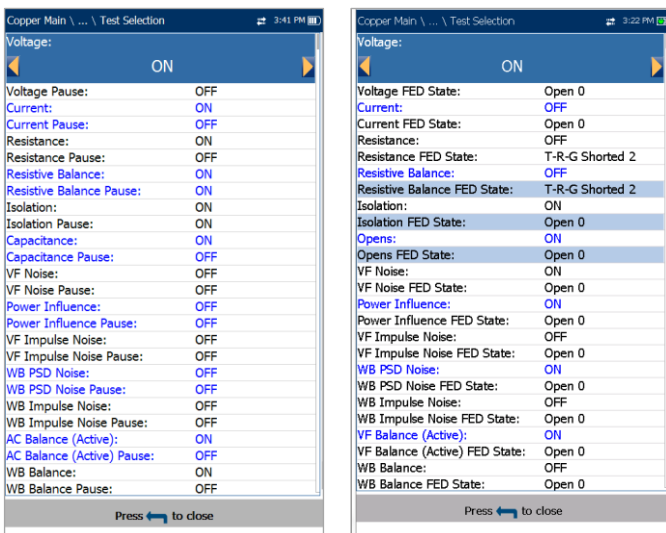 Copper Main \ ... \ Test Selection 3:41 PM
Voltage:
ON
Voltage Pause: OFF
Current: ON
Current Pause: OFF
Resistance: ON
Resistance Pause: OFF
Resistive Balance: ON
Resistive Balance Pause: ON
Isolation: ON
Isolation Pause: ON
Capacitance: ON
Capacitance Pause: OFF
VF Noise: OFF
VF Noise Pause: OFF
Power Influence: OFF
Power Influence Pause: OFF
VF Impulse Noise: OFF
VF Impulse Noise Pause: OFF
WB PSD Noise: OFF
WB PSD Noise Pause: OFF
WB Impulse Noise: OFF
WB Impulse Noise Pause: OFF
AC Balance (Active): ON
AC Balance (Active) Pause: OFF
WB Balance: ON
WB Balance Pause: OFF
Press to close
Copper Main \ ... \ Test Selection 3:22 PM
Voltage:
ON
Voltage FED State: Open 0
Current: OFF
Current FED State: Open 0
Resistance: OFF
Resistance FED State: T-R-G Shorted 2
Resistive Balance: OFF
Resistive Balance FED State: T-R-G Shorted 2
Isolation: ON
Isolation FED State: Open 0
Opens: ON
Opens FED State: Open 0
VF Noise: ON
VF Noise FED State: Open 0
Power Influence: ON
Power Influence FED State: Open 0
VF Impulse Noise: OFF
VF Impulse Noise FED State: Open 0
WB PSD Noise: ON
WB PSD Noise FED State: Open 0
WB Impulse Noise: OFF
WB Impulse Noise FED State: Open 0
VF Balance (Active): ON
VF Balance (Active) FED State: Open 0
WB Balance: OFF
WB Balance FED State: Open 0
Press to close